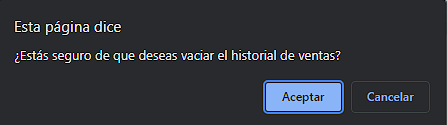 Esta página dice
¿Estás seguro de que deseas vaciar el historial de ventas?
Aceptar
Cancelar